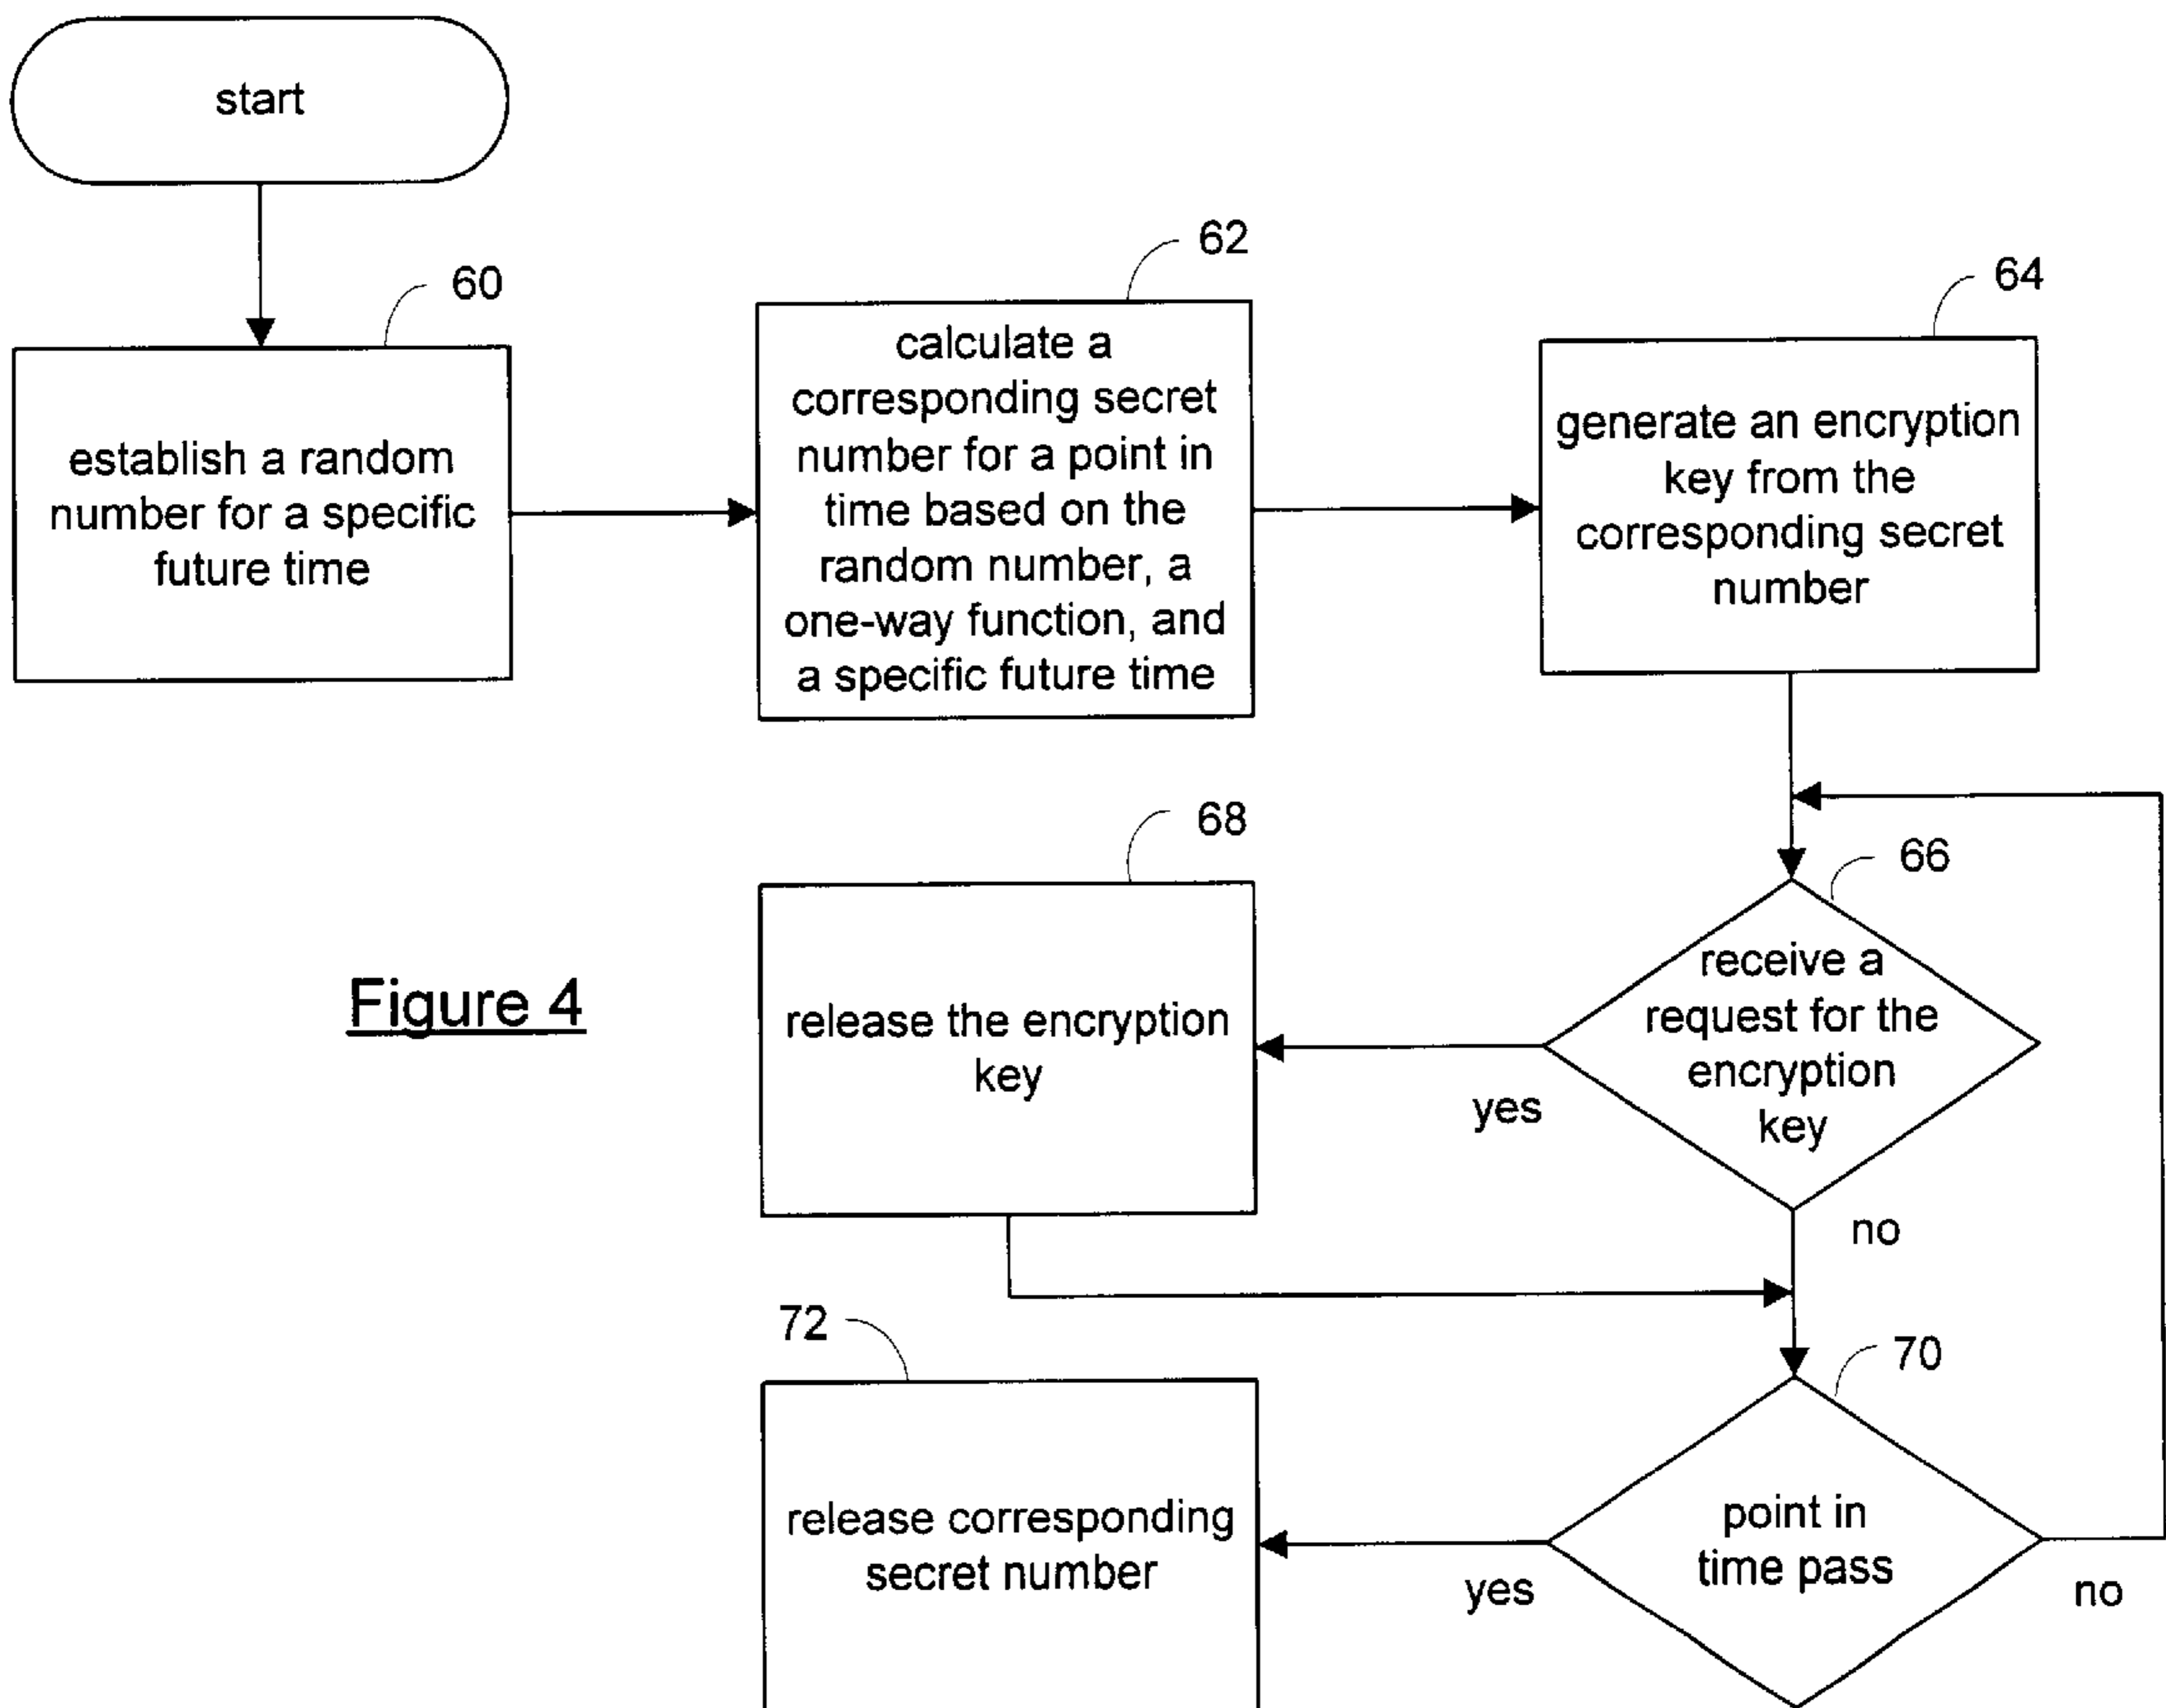 start
60
establish a random
number for a specific
future time
62
calculate a
corresponding secret
number for a point in
time based on the
random number, a
one-way function, and
a specific future time
64
generate an encryption
key from the
corresponding secret
number
66
receive a
request for the
encryption
key
yes
no
68
release the encryption
key
Figure 4
70
point in
time pass
yes
no
72
release corresponding
secret number